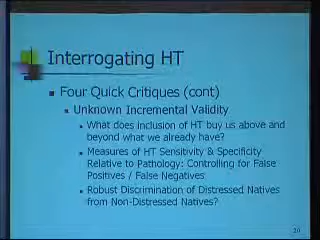 Interrogating HT
Four Quick Critiques (cont)
Unknown Incremental Validity
What does inclusion of HT buy us above and
beyond what we already have?
Measures of HT Sensitivity & Specificity
Relative to Pathology: Controlling for False
Positives / False Negatives
Robust Discrimination of Distressed Natives
from Non-Distressed Natives?
20